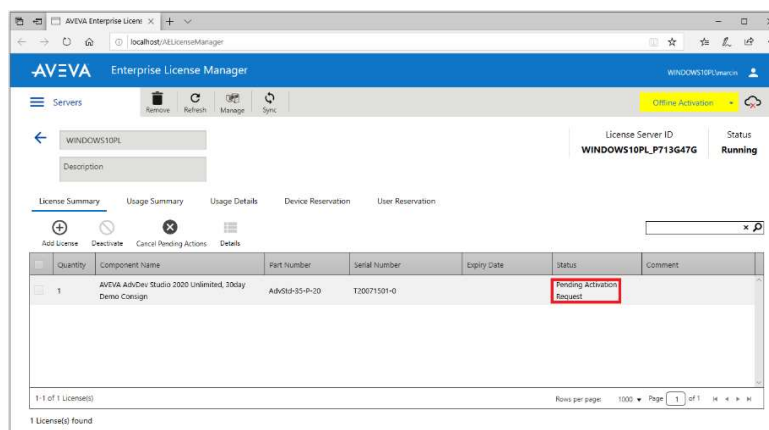 AVEVA Enterprise Licens
localhost/AELicenseManager
AVEVA Enterprise License Manager WINDOWS10PL\marcin
Servers Remove Refresh Manage Sync Offline Activation
WINDOWS10PL License Server ID Status
WINDOWS10PL_P713G47G Running
Description
License Summary Usage Summary Usage Details Device Reservation User Reservation
Add License Deactivate Cancel Pending Actions Details
Quantity Component Name Part Number Serial Number Expiry Date Status Comment
1 AVEVA AdvDev Studio 2020 Unlimited, 30day Demo Consign AdvStd-35-P-20 T20071501-0 Pending Activation Request
1-1 of 1 License(s) Rows per page: 1000 Page 1 of 1
1 License(s) found